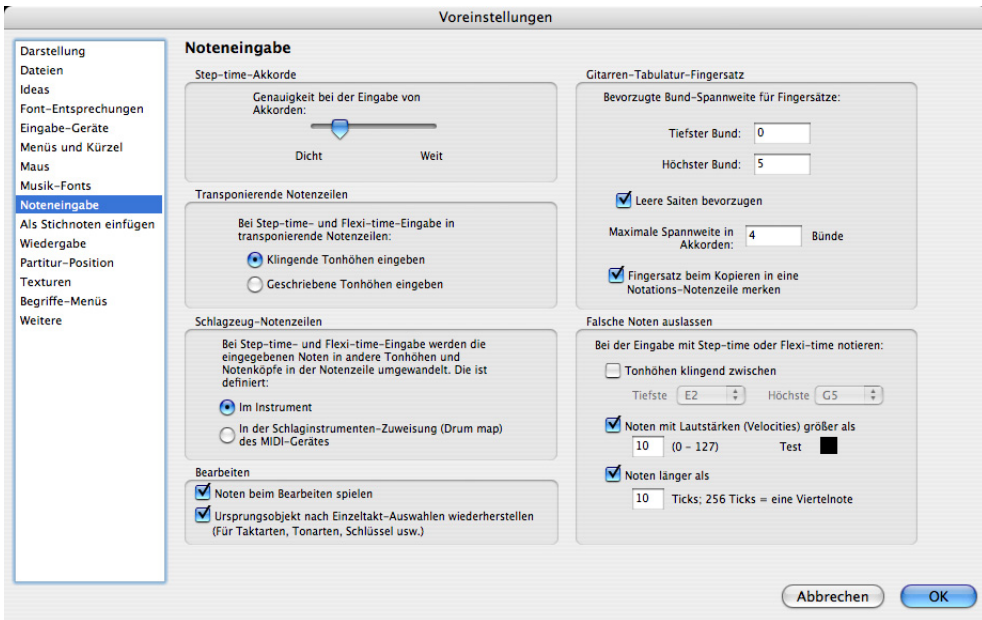 Voreinstellungen
Darstellung
Dateien
Ideas
Font-Entsprechungen
Eingabe-Geräte
Menüs und Kürzel
Maus
Musik-Fonts
Noteneingabe
Als Stichnoten einfügen
Wiedergabe
Partitur-Position
Texturen
Begriffe-Menüs
Weitere
Noteneingabe
Step-time-Akkorde
Genauigkeit bei der Eingabe von
Akkorden:
Dicht Weit
Transponierende Notenzeilen
Bei Step-time- und Flexi-time-Eingabe in
transponierende Notenzeilen:
Klingende Tonhöhen eingeben
Geschriebene Tonhöhen eingeben
Schlagzeug-Notenzeilen
Bei Step-time- und Flexi-time-Eingabe werden die
eingegebenen Noten in andere Tonhöhen und
Notenköpfe in der Notenzeile umgewandelt. Die ist
definiert:
Im Instrument
In der Schlaginstrumenten-Zuweisung (Drum map)
des MIDI-Gerätes
Bearbeiten
Noten beim Bearbeiten spielen
Ursprungsobjekt nach Einzeltakt-Auswahlen wiederherstellen
(Für Taktarten, Tonarten, Schlüssel usw.)
Gitarren-Tabulatur-Fingersatz
Bevorzugte Bund-Spannweite für Fingersätze:
Tiefster Bund: 0
Höchster Bund: 5
Leere Saiten bevorzugen
Maximale Spannweite in
Akkorden: 4 Bünde
Fingersatz beim Kopieren in eine
Notations-Notenzeile merken
Falsche Noten auslassen
Bei der Eingabe mit Step-time oder Flexi-time notieren:
Tonhöhen klingend zwischen
Tiefste E2 Höchste G5
Noten mit Lautstärken (Velocities) größer als
10 (0 – 127) Test
Noten länger als
10 Ticks; 256 Ticks = eine Viertelnote
Abbrechen OK